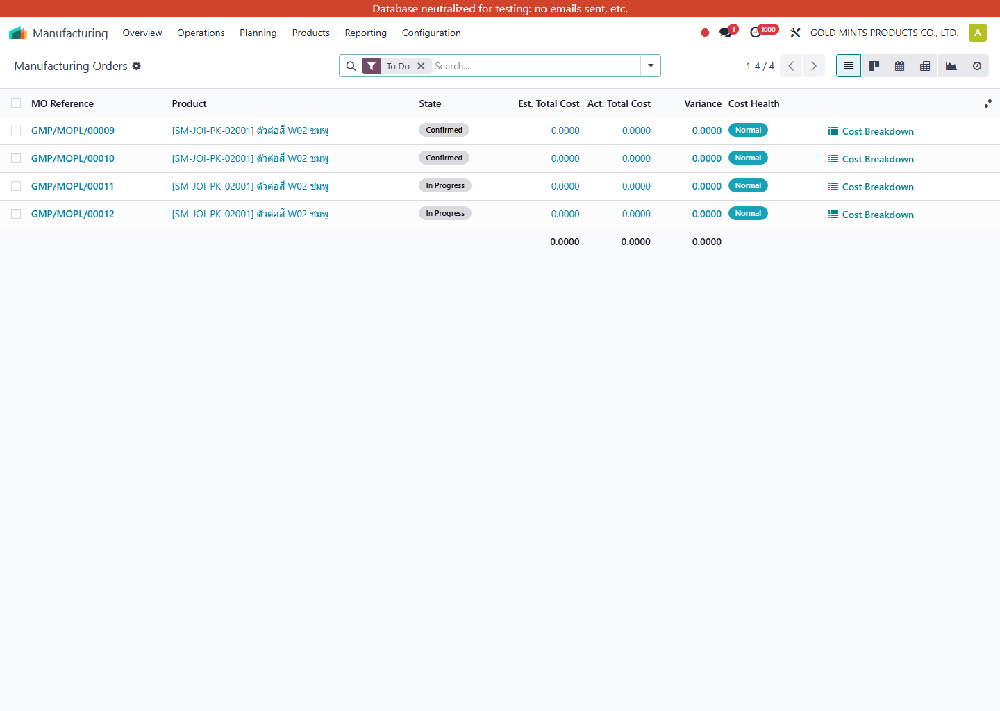 Database neutralized for testing: no emails sent, etc.
Manufacturing Overview Operations Planning Products Reporting Configuration 1 1000 GOLD MINTS PRODUCTS CO., LTD. A
Manufacturing Orders To Do Search... 1-4 / 4
MO Reference Product State Est. Total Cost Act. Total Cost Variance Cost Health
GMP/MOPL/00009 [SM-JOI-PK-02001] ตัวต่อสี W02 ชมพู Confirmed 0.0000 0.0000 0.0000 Normal Cost Breakdown
GMP/MOPL/00010 [SM-JOI-PK-02001] ตัวต่อสี W02 ชมพู Confirmed 0.0000 0.0000 0.0000 Normal Cost Breakdown
GMP/MOPL/00011 [SM-JOI-PK-02001] ตัวต่อสี W02 ชมพู In Progress 0.0000 0.0000 0.0000 Normal Cost Breakdown
GMP/MOPL/00012 [SM-JOI-PK-02001] ตัวต่อสี W02 ชมพู In Progress 0.0000 0.0000 0.0000 Normal Cost Breakdown
0.0000 0.0000 0.0000